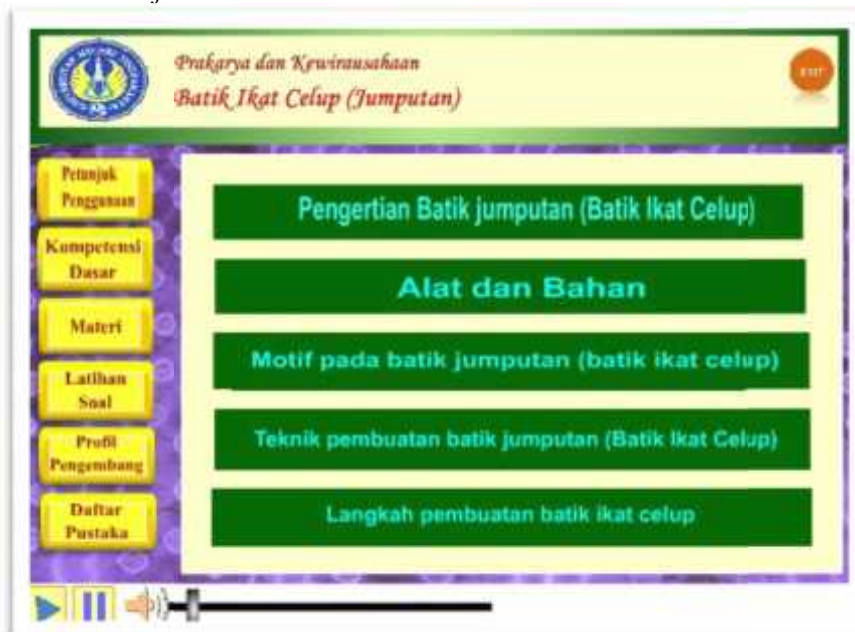 Prakarya dan Kewirausahaan
Batik Ikat Celup (Jumputan)
EXIT
Petunjuk
Penggunaan
Kompetensi
Dasar
Materi
Latihan
Soal
Profil
Pengembang
Daftar
Pustaka
Pengertian Batik jumputan (Batik Ikat Celup)
Alat dan Bahan
Motif pada batik jumputan (batik ikat celup)
Teknik pembuatan batik jumputan (Batik Ikat Celup)
Langkah pembuatan batik ikat celup